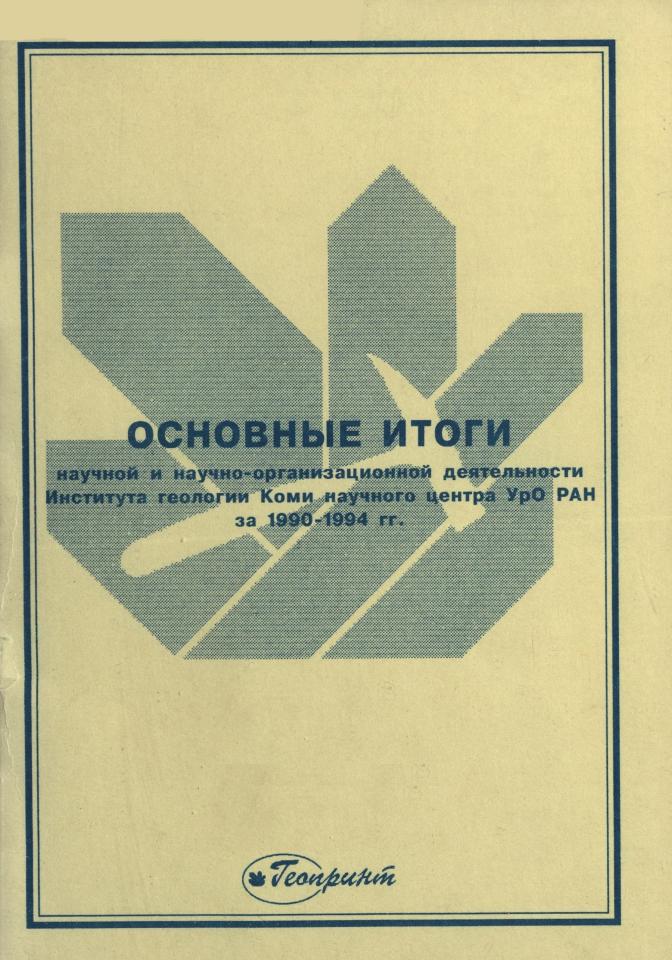 ОСНОВНЫЕ ИТОГИ
научной и научно-организационной деятельности
Института геологии Коми научного центра УрО РАН
за 1990-1994 гг.
Геопринт